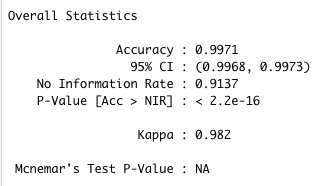 Overall Statistics
Accuracy : 0.9971
95% CI : (0.9968, 0.9973)
No Information Rate : 0.9137
P-Value [Acc > NIR] : < 2.2e-16
Kappa : 0.982
Mcnemar's Test P-Value : NA